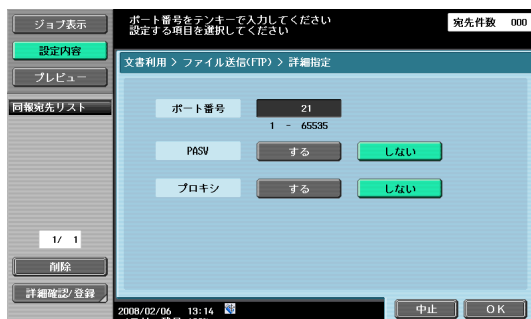 ジョブ表示
ポート番号をテンキーで入力してください
設定する項目を選択してください
宛先件数 000
設定内容
プレビュー
文書利用 > ファイル送信(FTP) > 詳細指定
同報宛先リスト
ポート番号 21
1 - 65535
PASV する しない
プロキシ する しない
1/ 1
削除
詳細確認/登録
2008/02/06 13:14
中止 OK